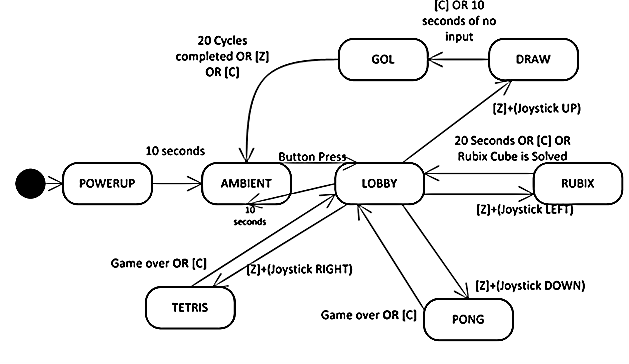 [C] OR 10
seconds of no
input
20 Cycles
completed OR [Z]
OR [C]
GOL
DRAW
[Z]+(Joystick UP)
10 seconds
Button Press
20 Seconds OR [C] OR
Rubix Cube is Solved
POWERUP
AMBIENT
LOBBY
RUBIX
10
seconds
[Z]+(Joystick LEFT)
Game over OR [C]
[Z]+(Joystick RIGHT)
[Z]+(Joystick DOWN)
TETRIS
Game over OR [C]
PONG